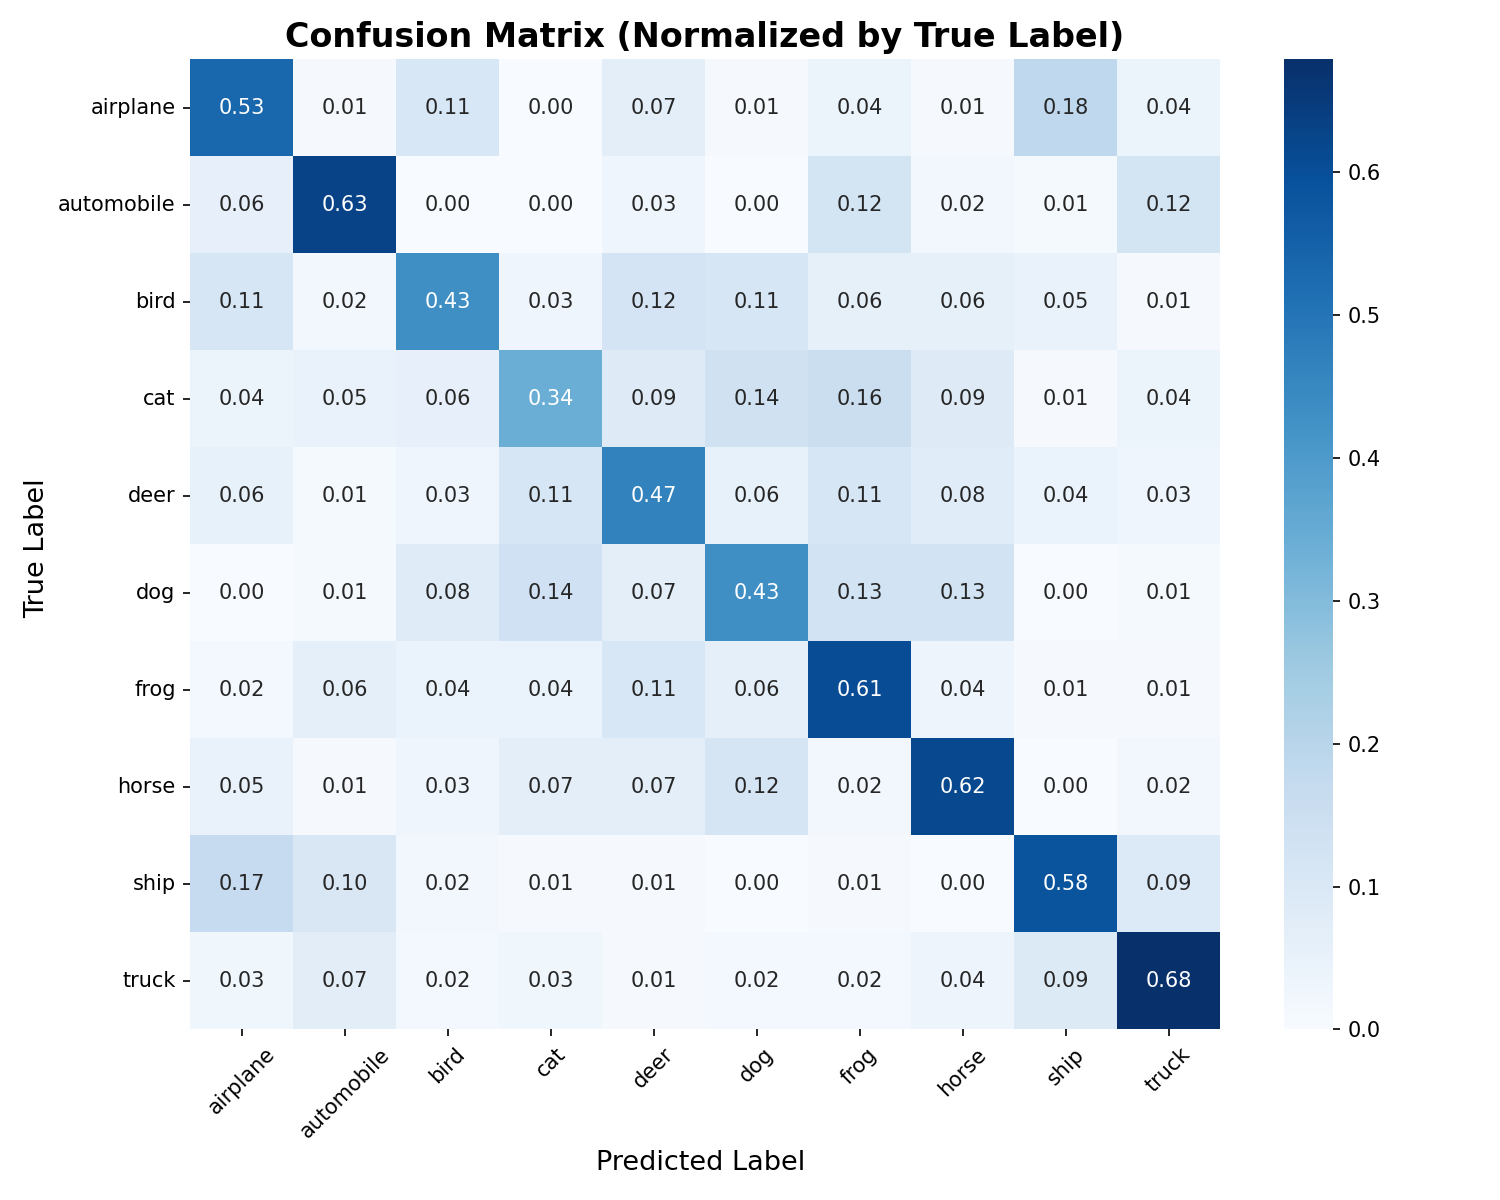 Confusion Matrix (Normalized by True Label)
airplane 0.53 0.01 0.11 0.00 0.07 0.01 0.04 0.01 0.18 0.04
automobile 0.06 0.63 0.00 0.00 0.03 0.00 0.12 0.02 0.01 0.12
bird 0.11 0.02 0.43 0.03 0.12 0.11 0.06 0.06 0.05 0.01
cat 0.04 0.05 0.06 0.34 0.09 0.14 0.16 0.09 0.01 0.04
deer 0.06 0.01 0.03 0.11 0.47 0.06 0.11 0.08 0.04 0.03
dog 0.00 0.01 0.08 0.14 0.07 0.43 0.13 0.13 0.00 0.01
frog 0.02 0.06 0.04 0.04 0.11 0.06 0.61 0.04 0.01 0.01
horse 0.05 0.01 0.03 0.07 0.07 0.12 0.02 0.62 0.00 0.02
ship 0.17 0.10 0.02 0.01 0.01 0.00 0.01 0.00 0.58 0.09
truck 0.03 0.07 0.02 0.03 0.01 0.02 0.02 0.04 0.09 0.68
airplane automobile bird cat deer dog frog horse ship truck
True Label
Predicted Label
0.6
0.5
0.4
0.3
0.2
0.1
0.0